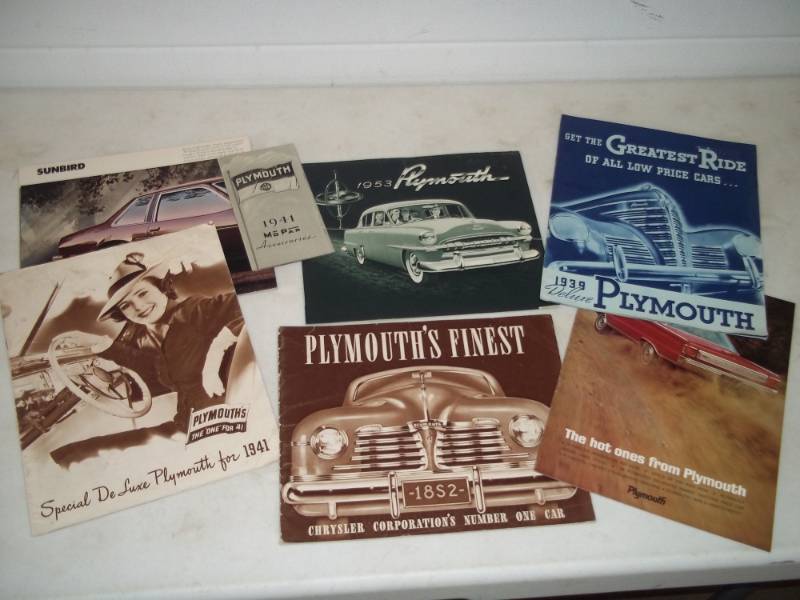 SUNBIRD
PLYMOUTH
1941
MOPAR
Accessories
1953 Plymouth
GET THE GREATEST RIDE
OF ALL LOW PRICE CARS...
1939
Deluxe PLYMOUTH
PLYMOUTH'S
'THE ONE' FOR 41
Special De Luxe Plymouth for 1941
PLYMOUTH'S FINEST
PLYMOUTH
-18S2-
CHRYSLER CORPORATION'S NUMBER ONE CAR
The hot ones from Plymouth
Plymouth